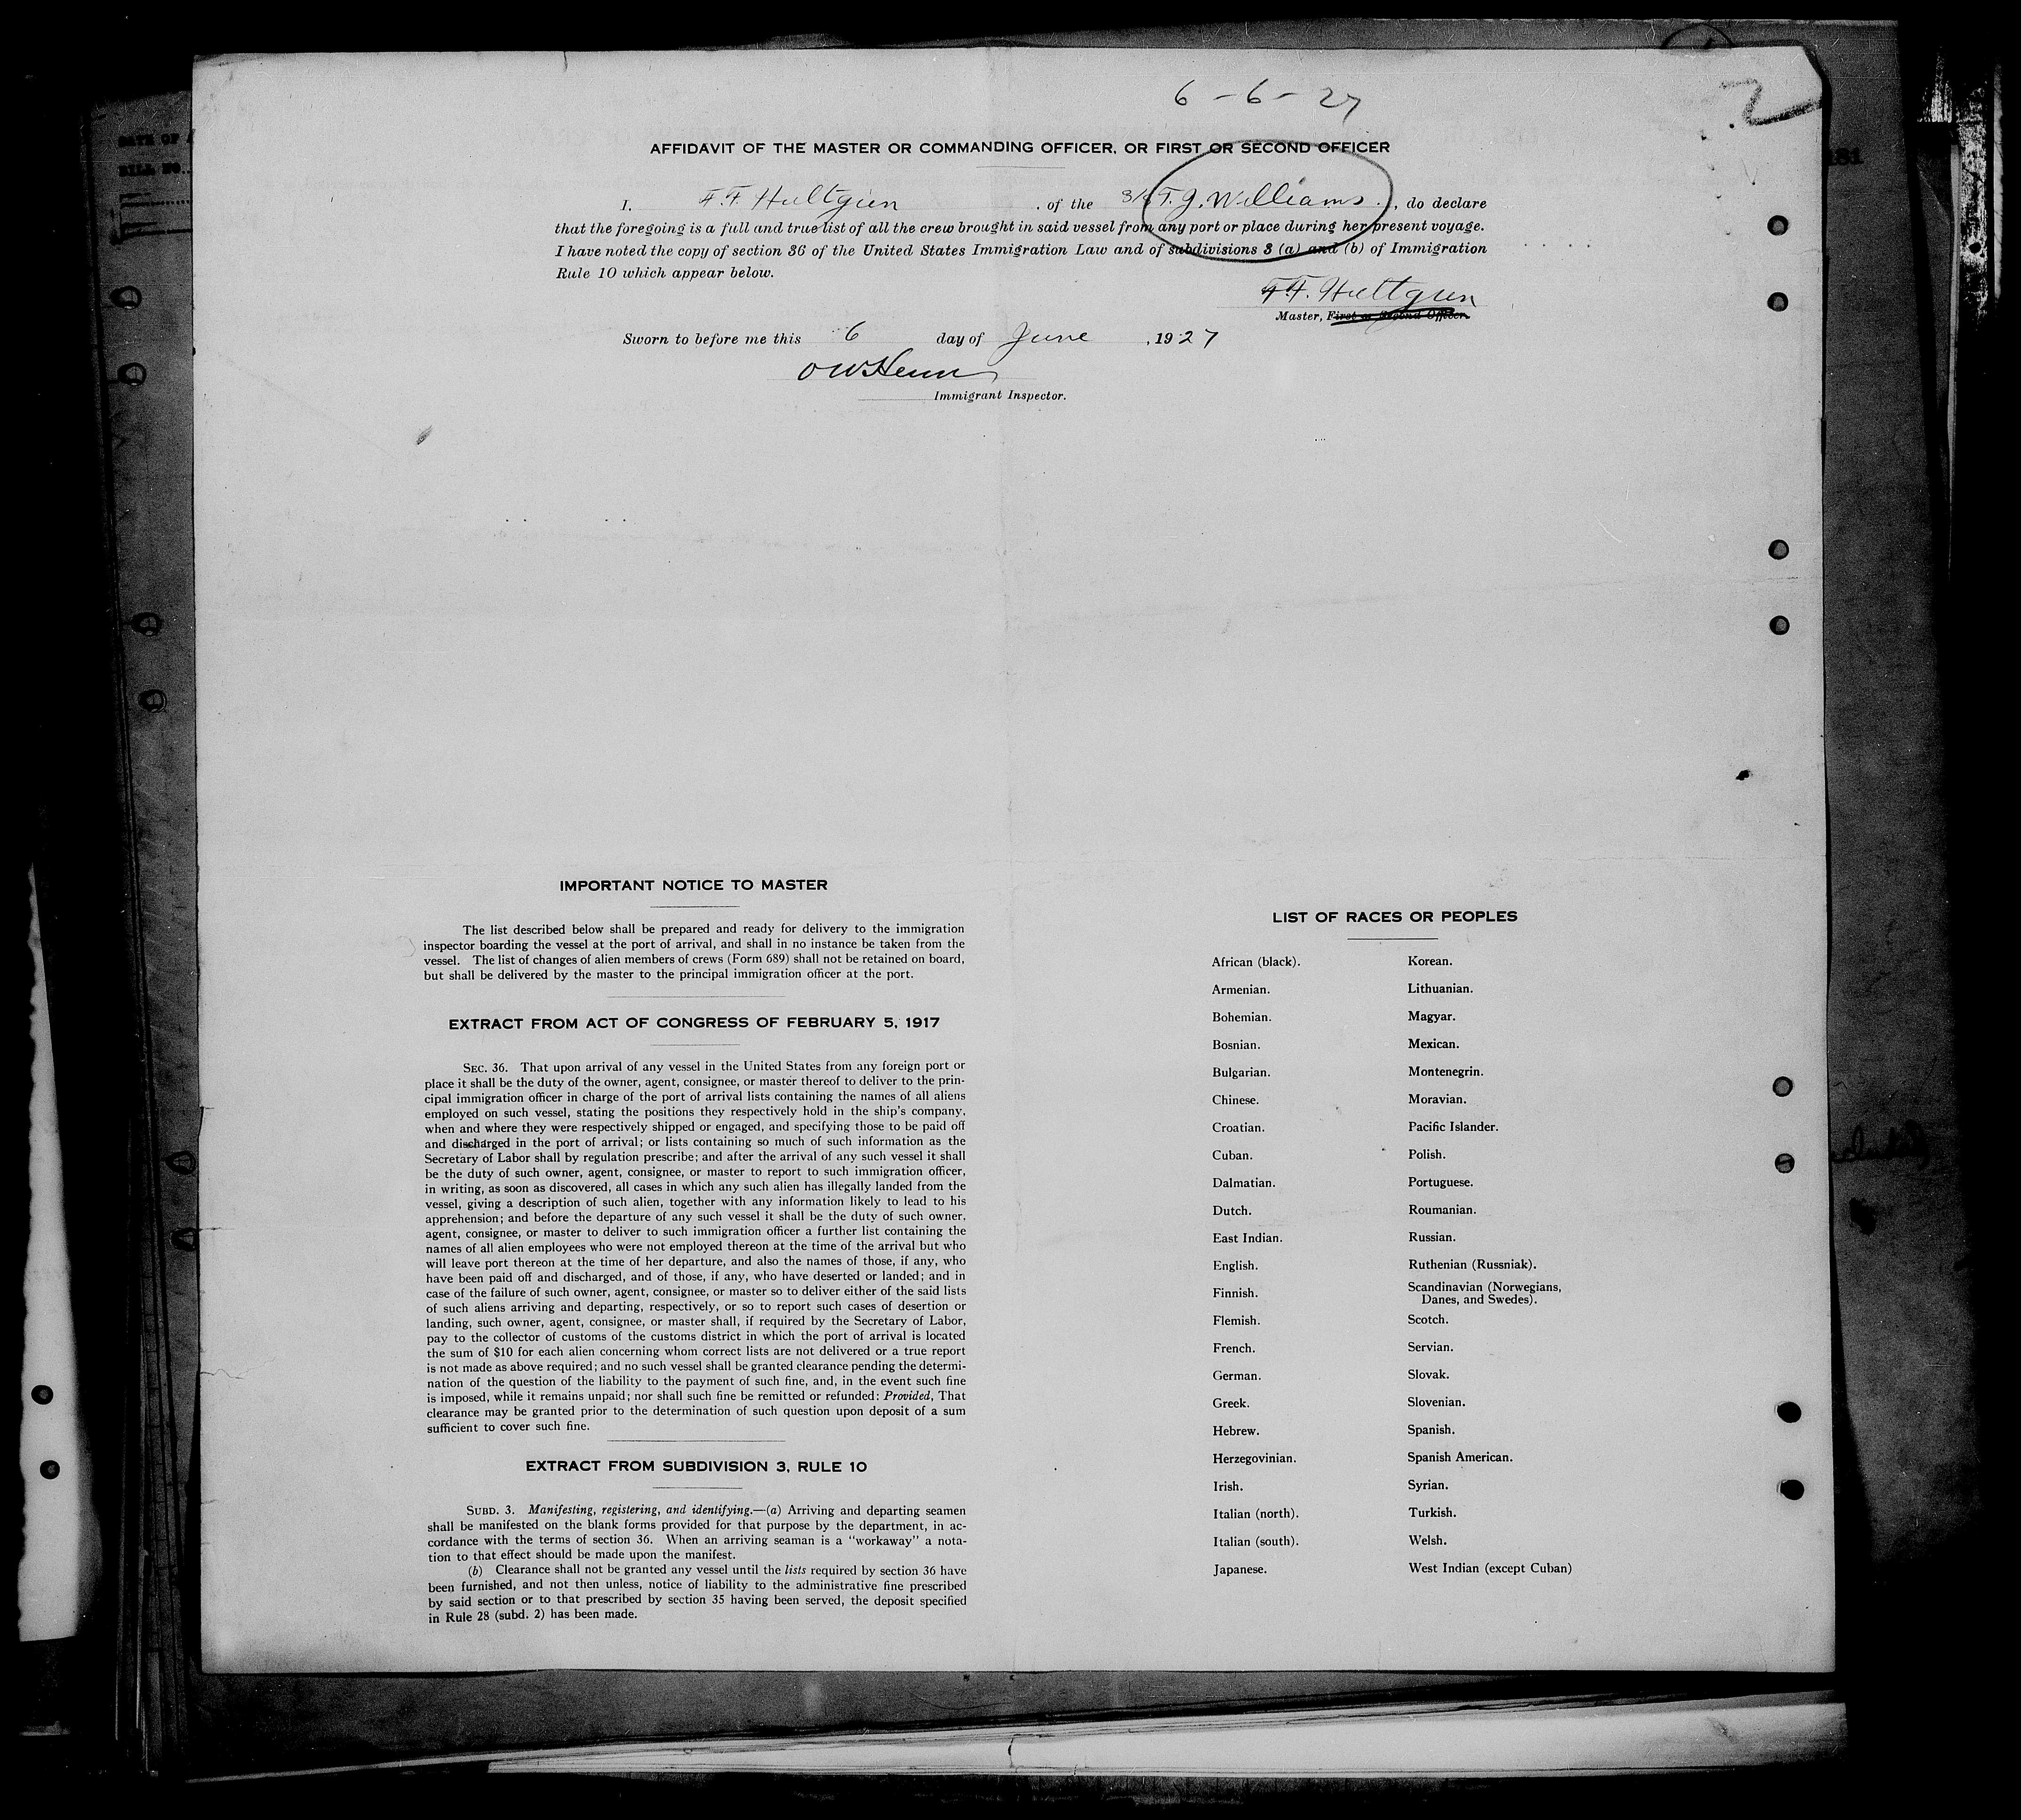 6 - 6 - 27
2
AFFIDAVIT OF THE MASTER OR COMMANDING OFFICER, OR FIRST OR SECOND OFFICER
I, F. F. Hultgren, of the S/S T. J. Williams, do declare
that the foregoing is a full and true list of all the crew brought in said vessel from any port or place during her present voyage.
I have noted the copy of section 36 of the United States Immigration Law and of subdivisions 3 (a) and (b) of Immigration
Rule 10 which appear below.
F. F. Hultgren
Master, First or Second Officer.
Sworn to before me this 6 day of June, 1927
Immigrant Inspector.
IMPORTANT NOTICE TO MASTER
The list described below shall be prepared and ready for delivery to the immigration
inspector boarding the vessel at the port of arrival, and shall in no instance be taken from the
vessel. The list of changes of alien members of crews (Form 689) shall not be retained on board,
but shall be delivered by the master to the principal immigration officer at the port.
EXTRACT FROM ACT OF CONGRESS OF FEBRUARY 5, 1917
SEC. 36. That upon arrival of any vessel in the United States from any foreign port or
place it shall be the duty of the owner, agent, consignee, or master thereof to deliver to the prin-
cipal immigration officer in charge of the port of arrival lists containing the names of all aliens
employed on such vessel, stating the positions they respectively hold in the ship's company,
when and where they were respectively shipped or engaged, and specifying those to be paid off
and discharged in the port of arrival; or lists containing so much of such information as the
Secretary of Labor shall by regulation prescribe; and after the arrival of any such vessel it shall
be the duty of such owner, agent, consignee, or master to report to such immigration officer,
in writing, as soon as discovered, all cases in which any such alien has illegally landed from the
vessel, giving a description of such alien, together with any information likely to lead to his
apprehension; and before the departure of any such vessel it shall be the duty of such owner,
agent, consignee, or master to deliver to such immigration officer a further list containing the
names of all alien employees who were not employed thereon at the time of the arrival but who
will leave port thereon at the time of her departure, and also the names of those, if any, who
have been paid off and discharged, and of those, if any, who have deserted or landed; and in
case of the failure of such owner, agent, consignee, or master so to deliver either of the said lists
of such aliens arriving and departing, respectively, or so to report such cases of desertion or
landing, such owner, agent, consignee, or master shall, if required by the Secretary of Labor,
pay to the collector of customs of the customs district in which the port of arrival is located
the sum of $10 for each alien concerning whom correct lists are not delivered or a true report
is not made as above required; and no such vessel shall be granted clearance pending the determi-
nation of the question of the liability to the payment of such fine, and, in the event such fine
is imposed, while it remains unpaid; nor shall such fine be remitted or refunded: Provided, That
clearance may be granted prior to the determination of such question upon deposit of a sum
sufficient to cover such fine.
EXTRACT FROM SUBDIVISION 3, RULE 10
SUBD. 3. Manifesting, registering, and identifying.—(a) Arriving and departing seamen
shall be manifested on the blank forms provided for that purpose by the department, in ac-
cordance with the terms of section 36. When an arriving seaman is a "workaway" a nota-
tion to that effect should be made upon the manifest.
(b) Clearance shall not be granted any vessel until the lists required by section 36 have
been furnished, and not then unless, notice of liability to the administrative fine prescribed
by said section or to that prescribed by section 35 having been served, the deposit specified
in Rule 28 (subd. 2) has been made.
LIST OF RACES OR PEOPLES
African (black). Korean.
Armenian. Lithuanian.
Bohemian. Magyar.
Bosnian. Mexican.
Bulgarian. Montenegrin.
Chinese. Moravian.
Croatian. Pacific Islander.
Cuban. Polish.
Dalmatian. Portuguese.
Dutch. Roumanian.
East Indian. Russian.
English. Ruthenian (Russniak).
Finnish. Scandinavian (Norwegians,
Danes, and Swedes).
Flemish. Scotch.
French. Servian.
German. Slovak.
Greek. Slovenian.
Hebrew. Spanish.
Herzegovinian. Spanish American.
Irish. Syrian.
Italian (north). Turkish.
Italian (south). Welsh.
Japanese. West Indian (except Cuban)